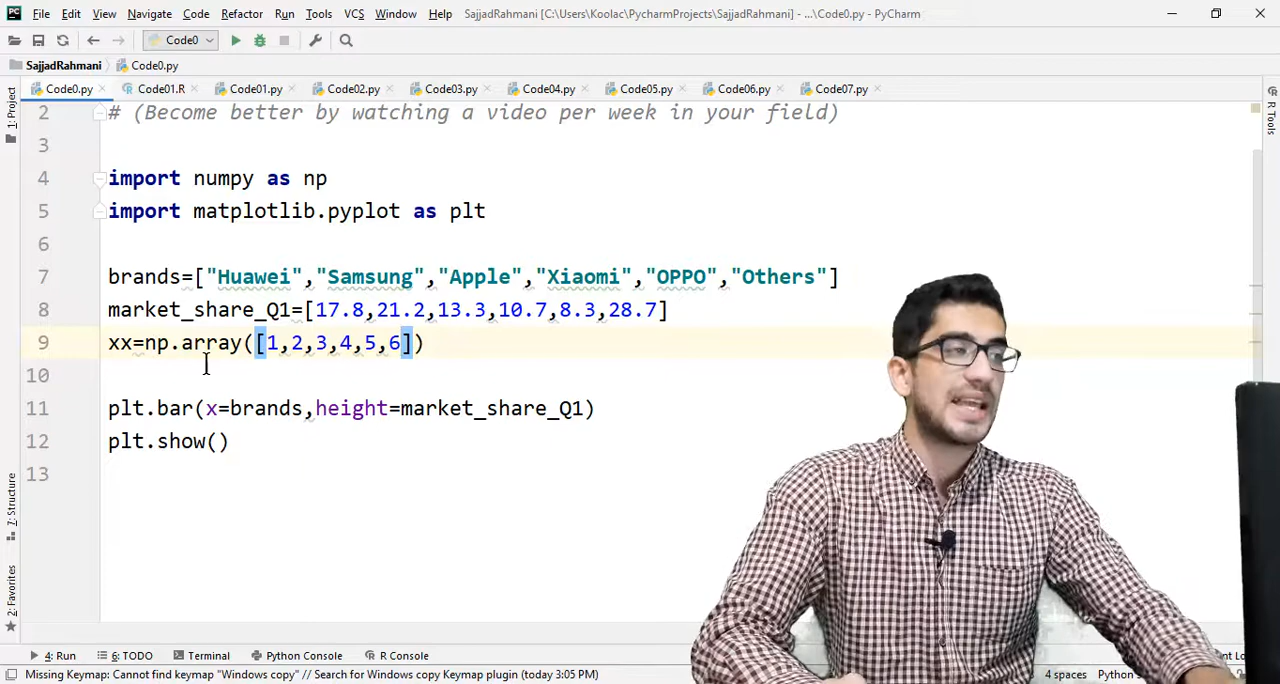 File Edit View Navigate Code Refactor Run Tools VCS Window Help SajjadRahmani [C:\Users\Koolac\PycharmProjects\SajjadRahmani] - ...\Code0.py - PyCharm
Code0
SajjadRahmani Code0.py
Code0.py Code01.R Code01.py Code02.py Code03.py Code04.py Code05.py Code06.py Code07.py
1: Project
R Tools
2 # (Become better by watching a video per week in your field)
3
4 import numpy as np
5 import matplotlib.pyplot as plt
6
7 brands=["Huawei","Samsung","Apple","Xiaomi","OPPO","Others"]
8 market_share_Q1=[17.8,21.2,13.3,10.7,8.3,28.7]
9 xx=np.array([1,2,3,4,5,6])
10
11 plt.bar(x=brands,height=market_share_Q1)
12 plt.show()
13
7: Structure
2: Favorites
4: Run 6: TODO Terminal Python Console R Console
Missing Keymap: Cannot find keymap "Windows copy" // Search for Windows copy Keymap plugin (today 3:05 PM) 4 spaces